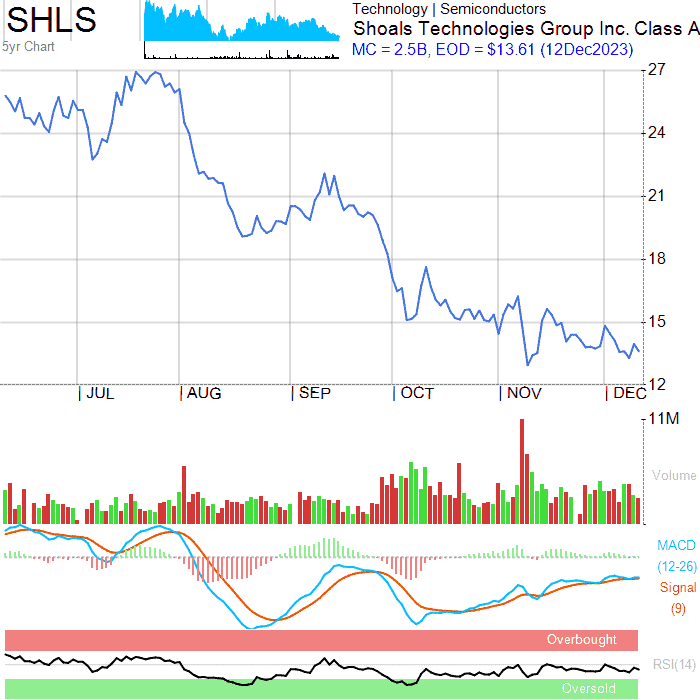 SHLS
5yr Chart
Technology | Semiconductors
Shoals Technologies Group Inc. Class A
MC = 2.5B, EOD = $13.61 (12Dec2023)
27
24
21
18
15
12
JUL AUG SEP OCT NOV DEC
11M
Volume
MACD
(12-26)
Signal
(9)
Overbought
RSI(14)
Oversold